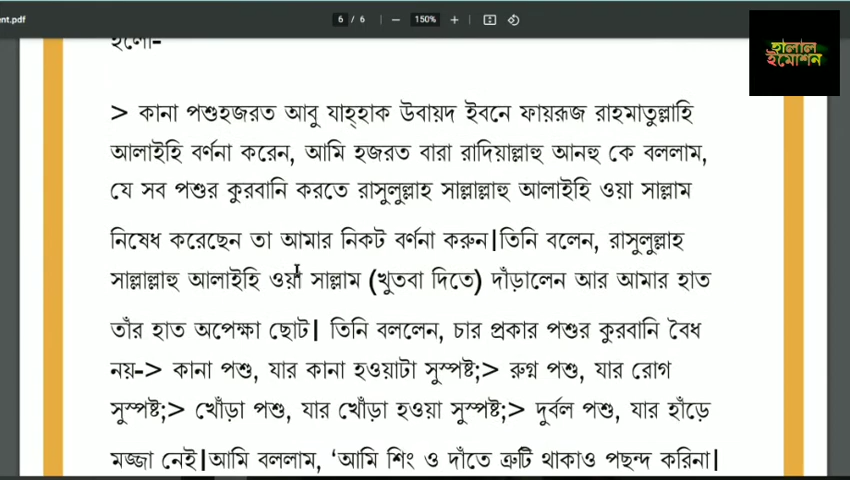 ent.pdf
6 / 6
150%
হালাল
ইমোশন
হলো-
> কানা পশুহজরত আবু যাহ্হাক উবায়দ ইবনে ফায়রূজ রাহমাতুল্লাহি
আলাইহি বর্ণনা করেন, আমি হজরত বারা রাদিয়াল্লাহু আনহু কে বললাম,
যে সব পশুর কুরবানি করতে রাসুলুল্লাহ সাল্লাল্লাহু আলাইহি ওয়া সাল্লাম
নিষেধ করেছেন তা আমার নিকট বর্ণনা করুন।তিনি বলেন, রাসুলুল্লাহ
সাল্লাল্লাহু আলাইহি ওয়া সাল্লাম (খুতবা দিতে) দাঁড়ালেন আর আমার হাত
তাঁর হাত অপেক্ষা ছোট। তিনি বললেন, চার প্রকার পশুর কুরবানি বৈধ
নয়-> কানা পশু, যার কানা হওয়াটা সুস্পষ্ট;> রুগ্ন পশু, যার রোগ
সুস্পষ্ট;> খোঁড়া পশু, যার খোঁড়া হওয়া সুস্পষ্ট;> দুর্বল পশু, যার হাঁড়ে
মজ্জা নেই।আমি বললাম, ‘আমি শিং ও দাঁতে ত্রুটি থাকাও পছন্দ করিনা।